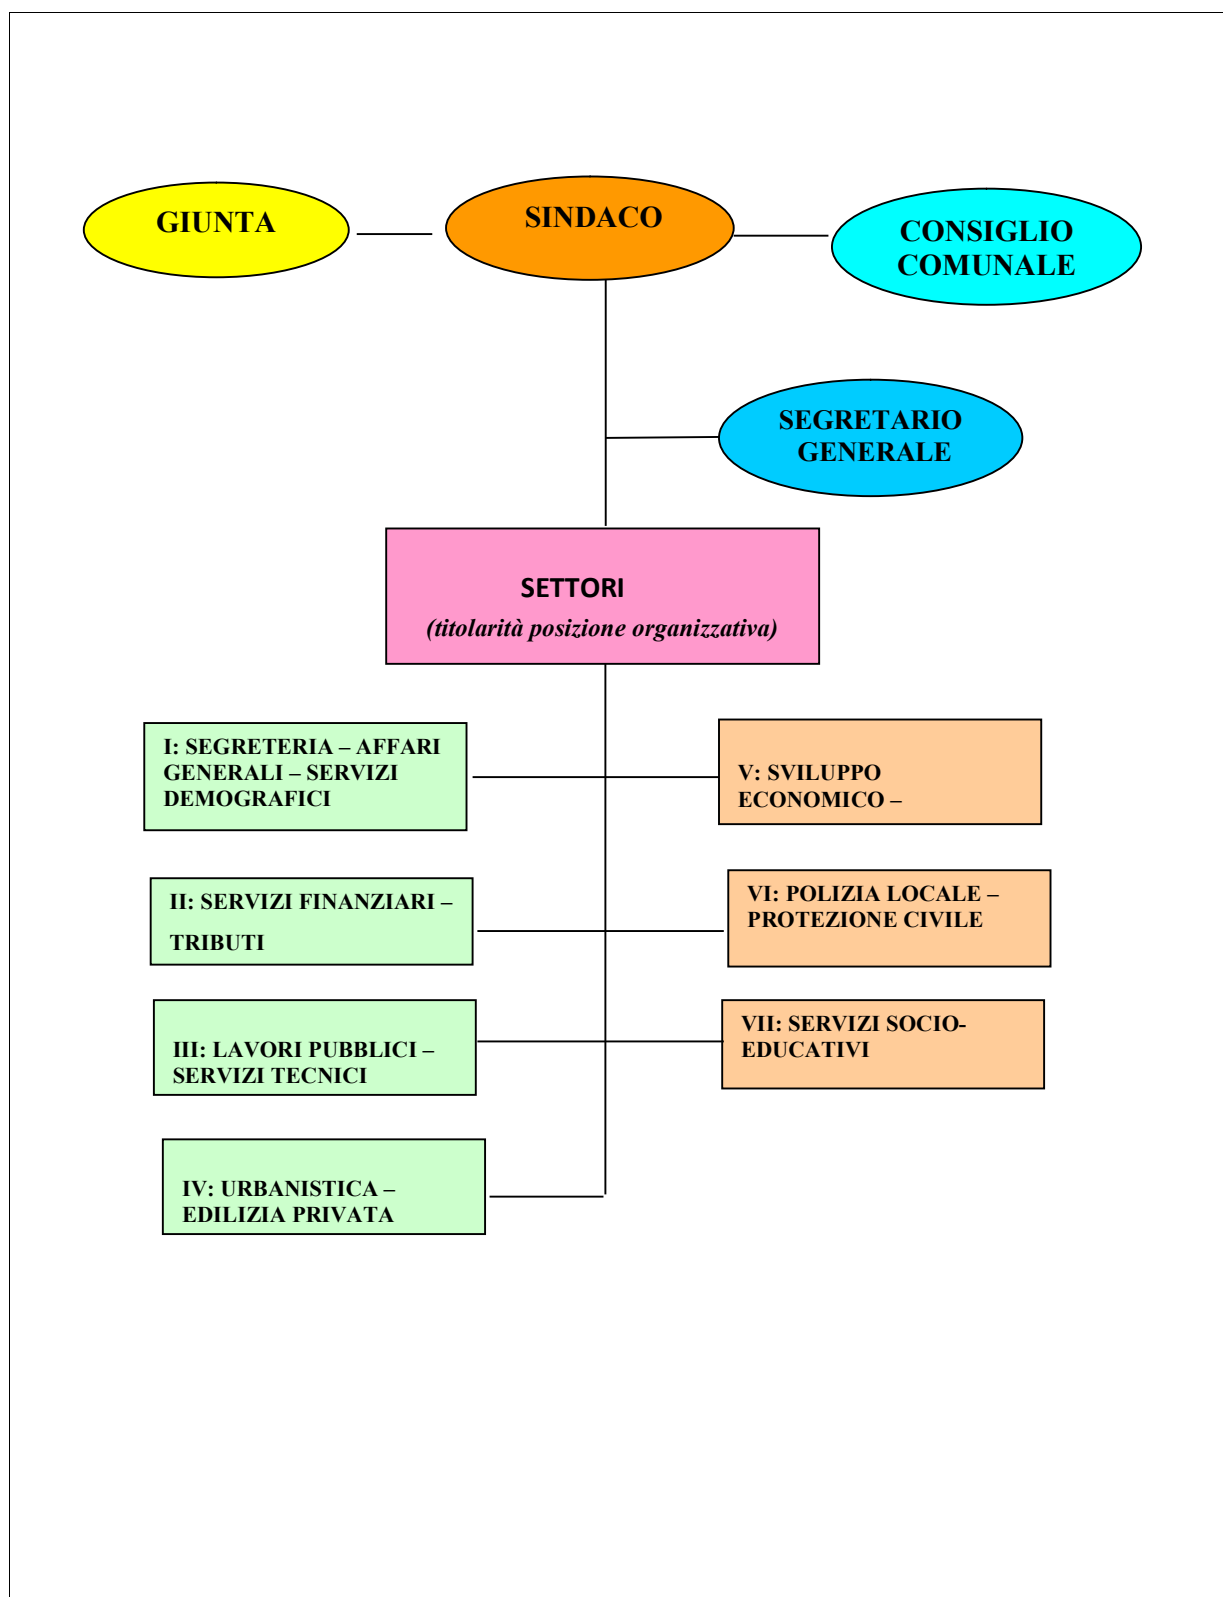 GIUNTA
SINDACO
CONSIGLIO
COMUNALE
SEGRETARIO
GENERALE
SETTORI
(titolarità posizione organizzativa)
I: SEGRETERIA – AFFARI
GENERALI – SERVIZI
DEMOGRAFICI
II: SERVIZI FINANZIARI –
TRIBUTI
III: LAVORI PUBBLICI –
SERVIZI TECNICI
IV: URBANISTICA –
EDILIZIA PRIVATA
V: SVILUPPO
ECONOMICO –
VI: POLIZIA LOCALE –
PROTEZIONE CIVILE
VII: SERVIZI SOCIO-
EDUCATIVI